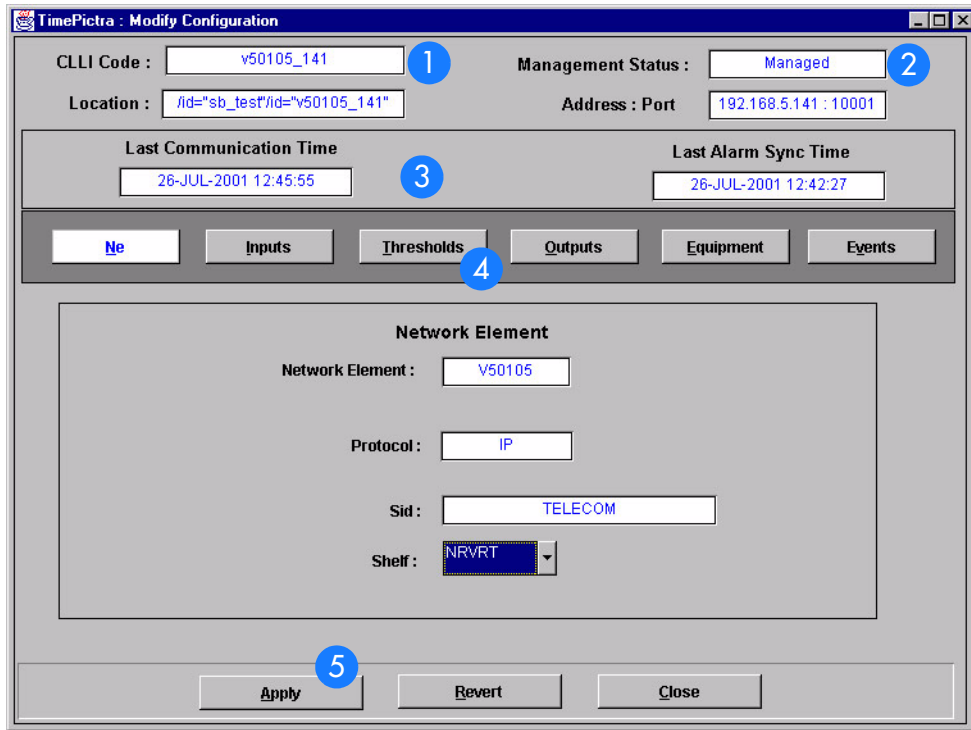 TimePictra : Modify Configuration
CLLI Code : v50105_141 1 Management Status : Managed 2
Location : /id="sb_test"/id="v50105_141" Address : Port 192.168.5.141 : 10001
Last Communication Time Last Alarm Sync Time
26-JUL-2001 12:45:55 3 26-JUL-2001 12:42:27
Ne Inputs Thresholds Outputs Equipment Events
4
Network Element
Network Element : V50105
Protocol : IP
Sid : TELECOM
Shelf : NRVRT
5
Apply Revert Close